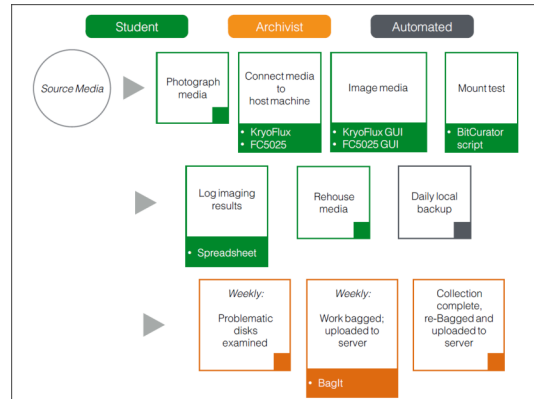 Student
Archivist
Automated
Source Media
Photograph
media
Connect media
to
host machine
• KryoFlux
• FC5025
Image media
• KryoFlux GUI
• FC5025 GUI
Mount test
• BitCurator
script
Log imaging
results
• Spreadsheet
Rehouse
media
Daily local
backup
Weekly:
Problematic
disks
examined
Weekly:
Work bagged;
uploaded to
server
• BagIt
Collection
complete,
re-Bagged and
uploaded to
server